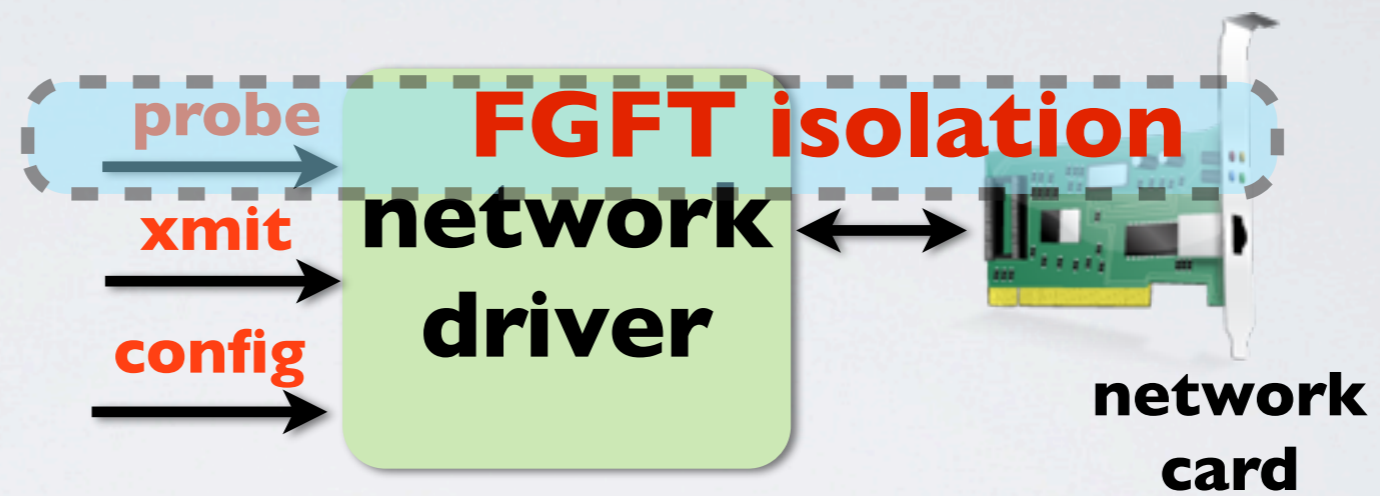 probe
FGFT isolation
xmit
config
network
driver
network
card